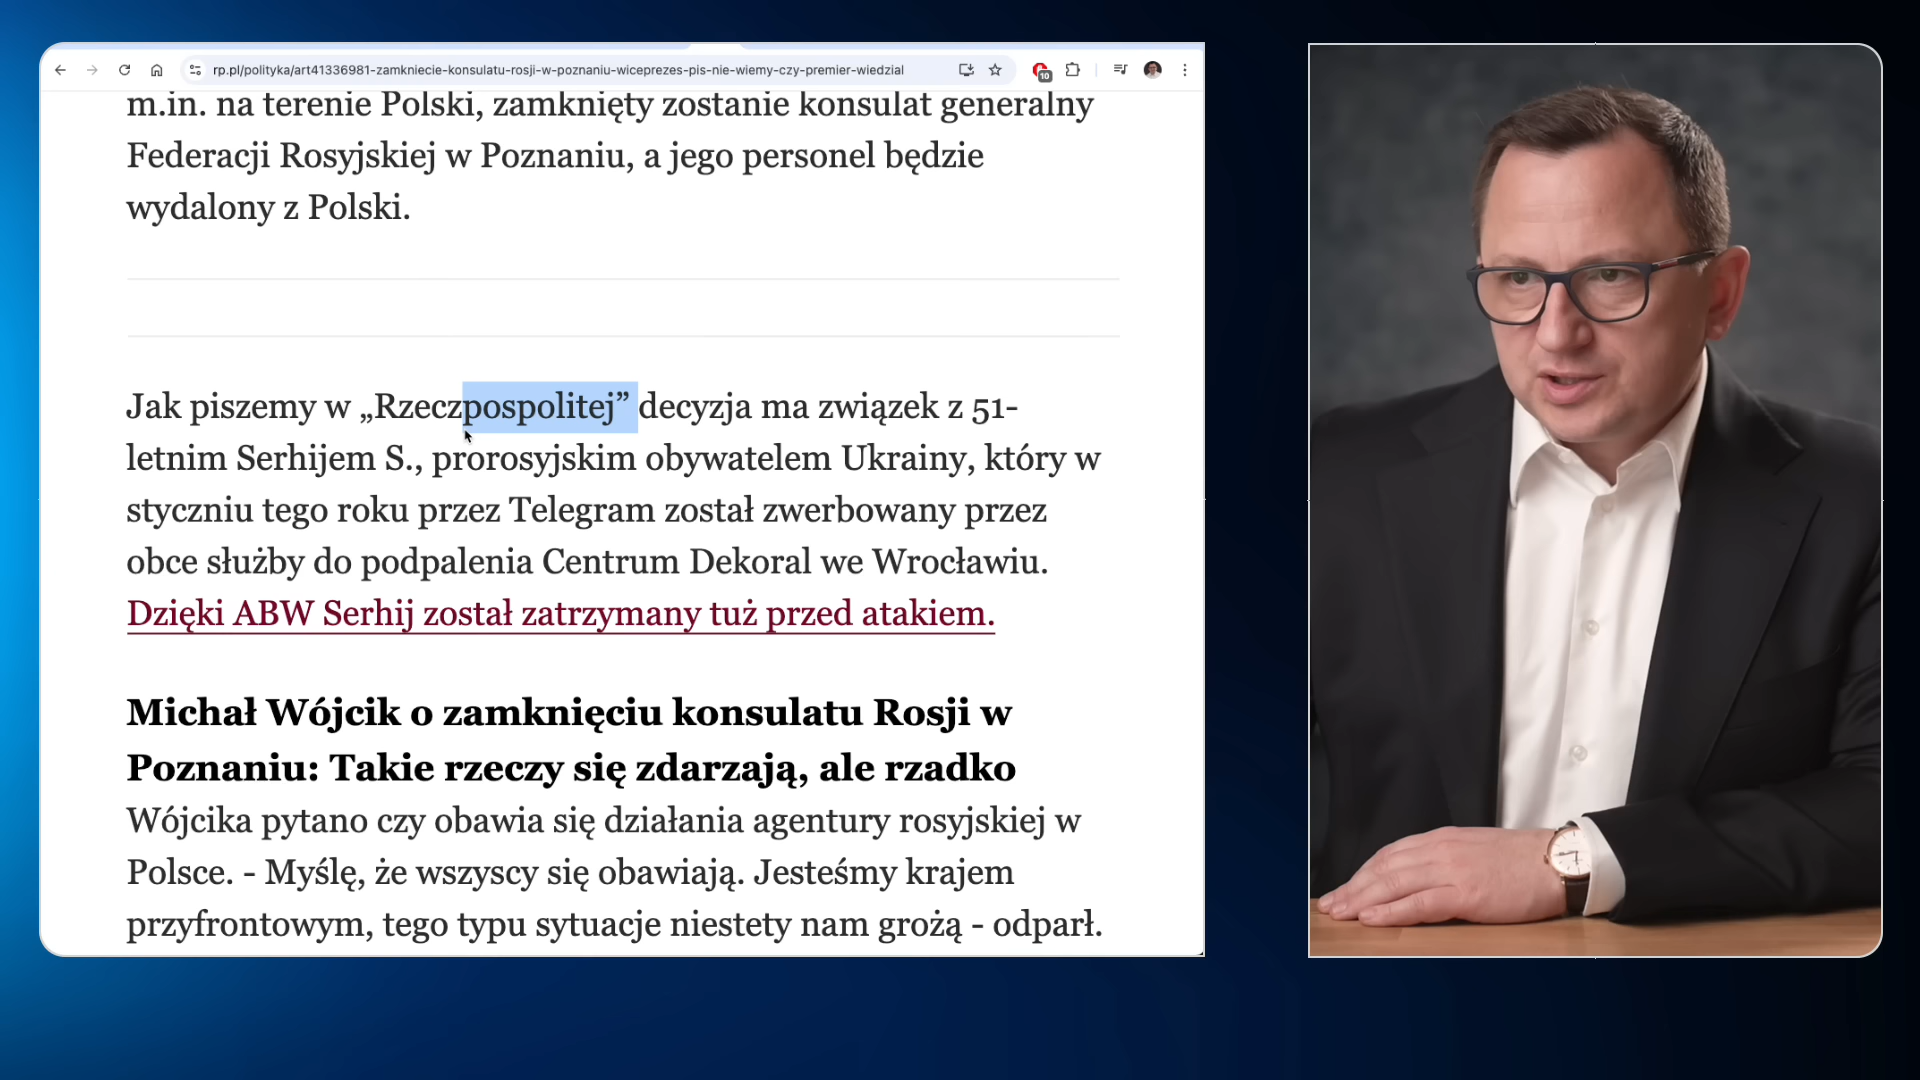 rp.pl/polityka/art41336981-zamkniecie-konsulatu-rosji-w-poznaniu-wiceprezes-pis-nie-wiemy-czy-premier-wiedzial
10
m.in. na terenie Polski, zamknięty zostanie konsulat generalny
Federacji Rosyjskiej w Poznaniu, a jego personel będzie
wydalony z Polski.
Jak piszemy w „Rzeczpospolitej” decyzja ma związek z 51-
letnim Serhijem S., prorosyjskim obywatelem Ukrainy, który w
styczniu tego roku przez Telegram został zwerbowany przez
obce służby do podpalenia Centrum Dekoral we Wrocławiu.
Dzięki ABW Serhij został zatrzymany tuż przed atakiem.
Michał Wójcik o zamknięciu konsulatu Rosji w
Poznaniu: Takie rzeczy się zdarzają, ale rzadko
Wójcika pytano czy obawia się działania agentury rosyjskiej w
Polsce. - Myślę, że wszyscy się obawiają. Jesteśmy krajem
przyfrontowym, tego typu sytuacje niestety nam grożą - odparł.